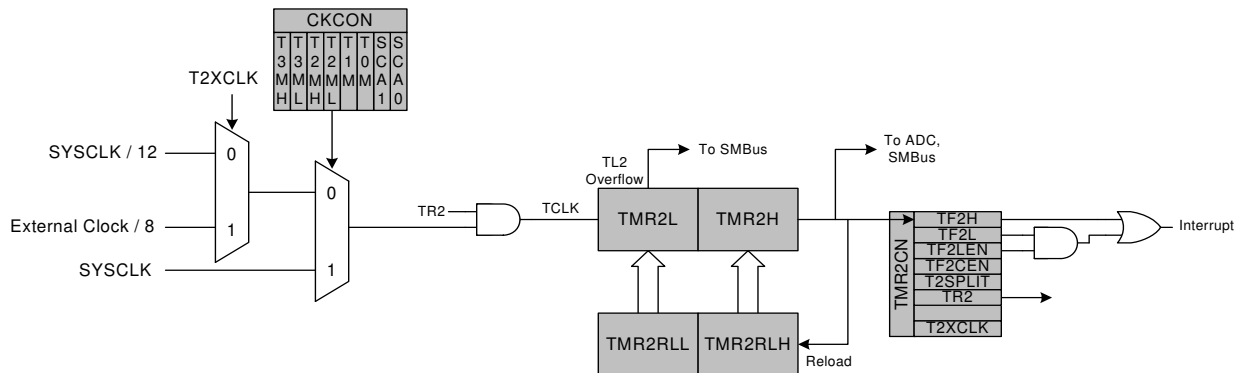 CKCON
T3MH
T3ML
T2MH
T2ML
T1M
T0M
SCA1
SCA0
T2XCLK
SYSCLK / 12
0
External Clock / 8
1
SYSCLK
0
1
TR2
TCLK
TL2
Overflow
To SMBus
To ADC,
SMBus
TMR2L
TMR2H
TMR2RLL
TMR2RLH
Reload
TMR2CN
TF2H
TF2L
TF2LEN
TF2CEN
T2SPLIT
TR2
T2XCLK
Interrupt